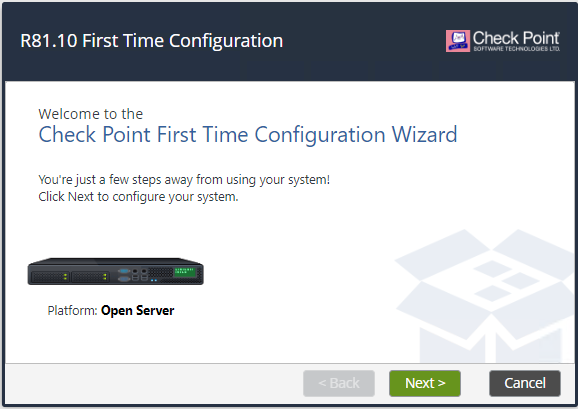 R81.10 First Time Configuration
Check Point
SOFTWARE TECHNOLOGIES LTD.
Welcome to the
Check Point First Time Configuration Wizard
You're just a few steps away from using your system!
Click Next to configure your system.
Platform: Open Server
< Back
Next >
Cancel